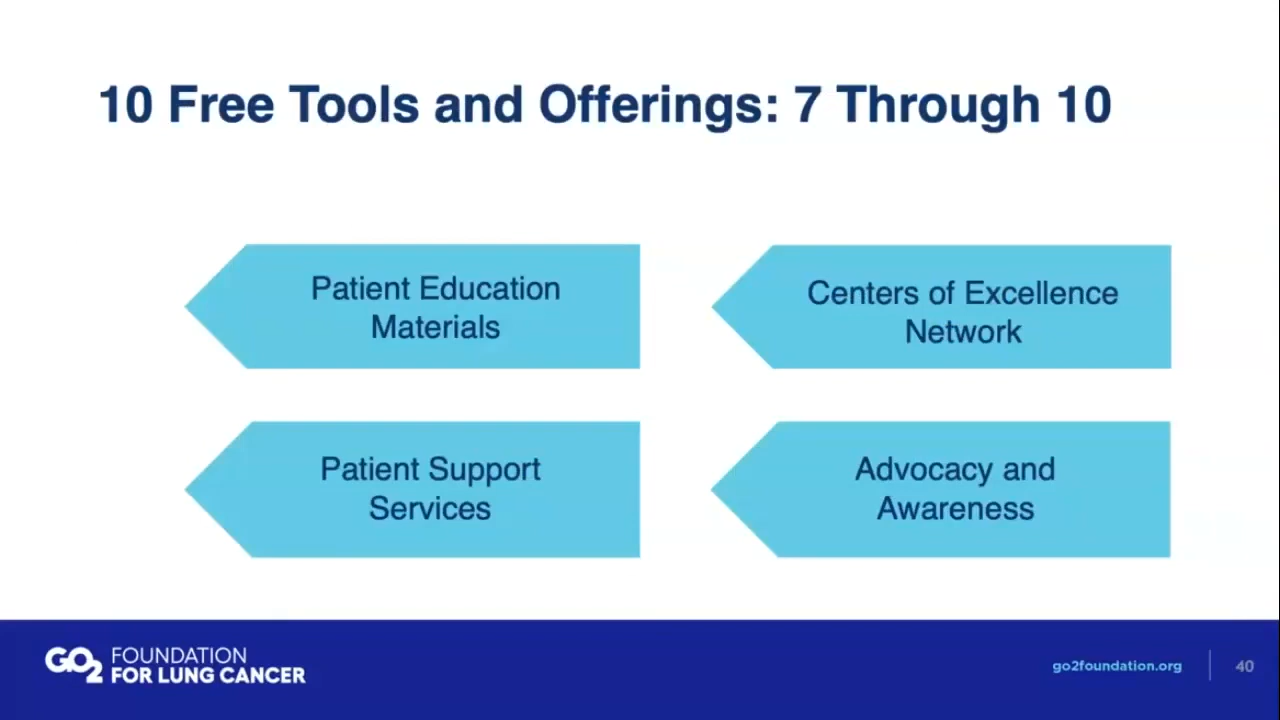 10 Free Tools and Offerings: 7 Through 10
Patient Education
Materials
Centers of Excellence
Network
Patient Support
Services
Advocacy and
Awareness
GO2 FOUNDATION
FOR LUNG CANCER
go2foundation.org
40